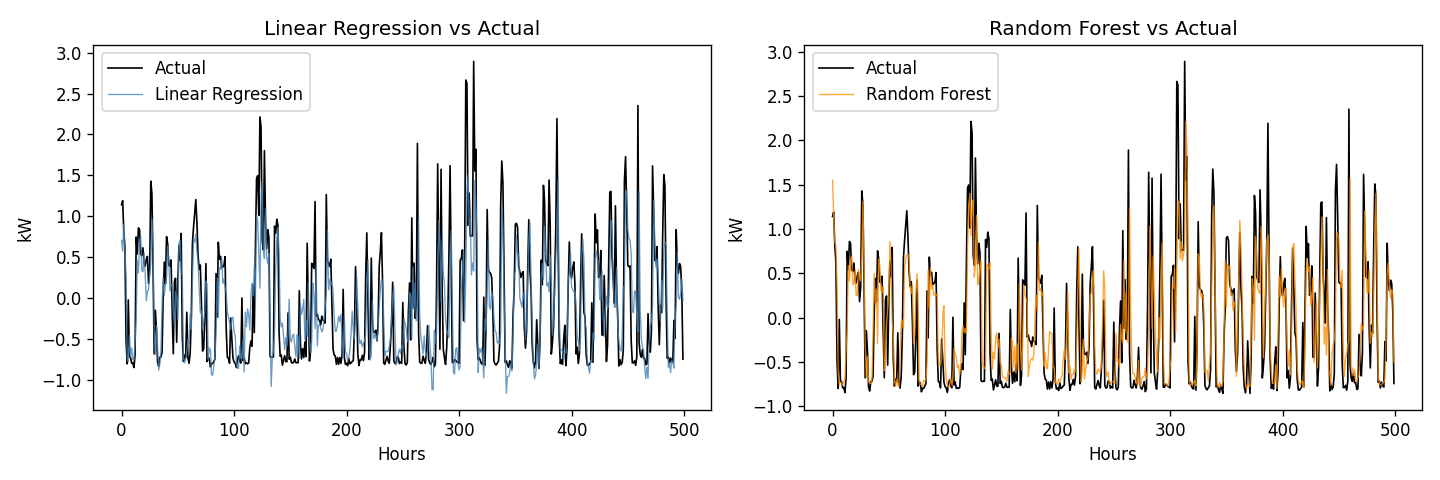 Linear Regression vs Actual
3.0
2.5
2.0
1.5
1.0
0.5
0.0
−0.5
−1.0
kW
Actual
Linear Regression
0 100 200 300 400 500
Hours
Random Forest vs Actual
3.0
2.5
2.0
1.5
1.0
0.5
0.0
−0.5
−1.0
kW
Actual
Random Forest
0 100 200 300 400 500
Hours